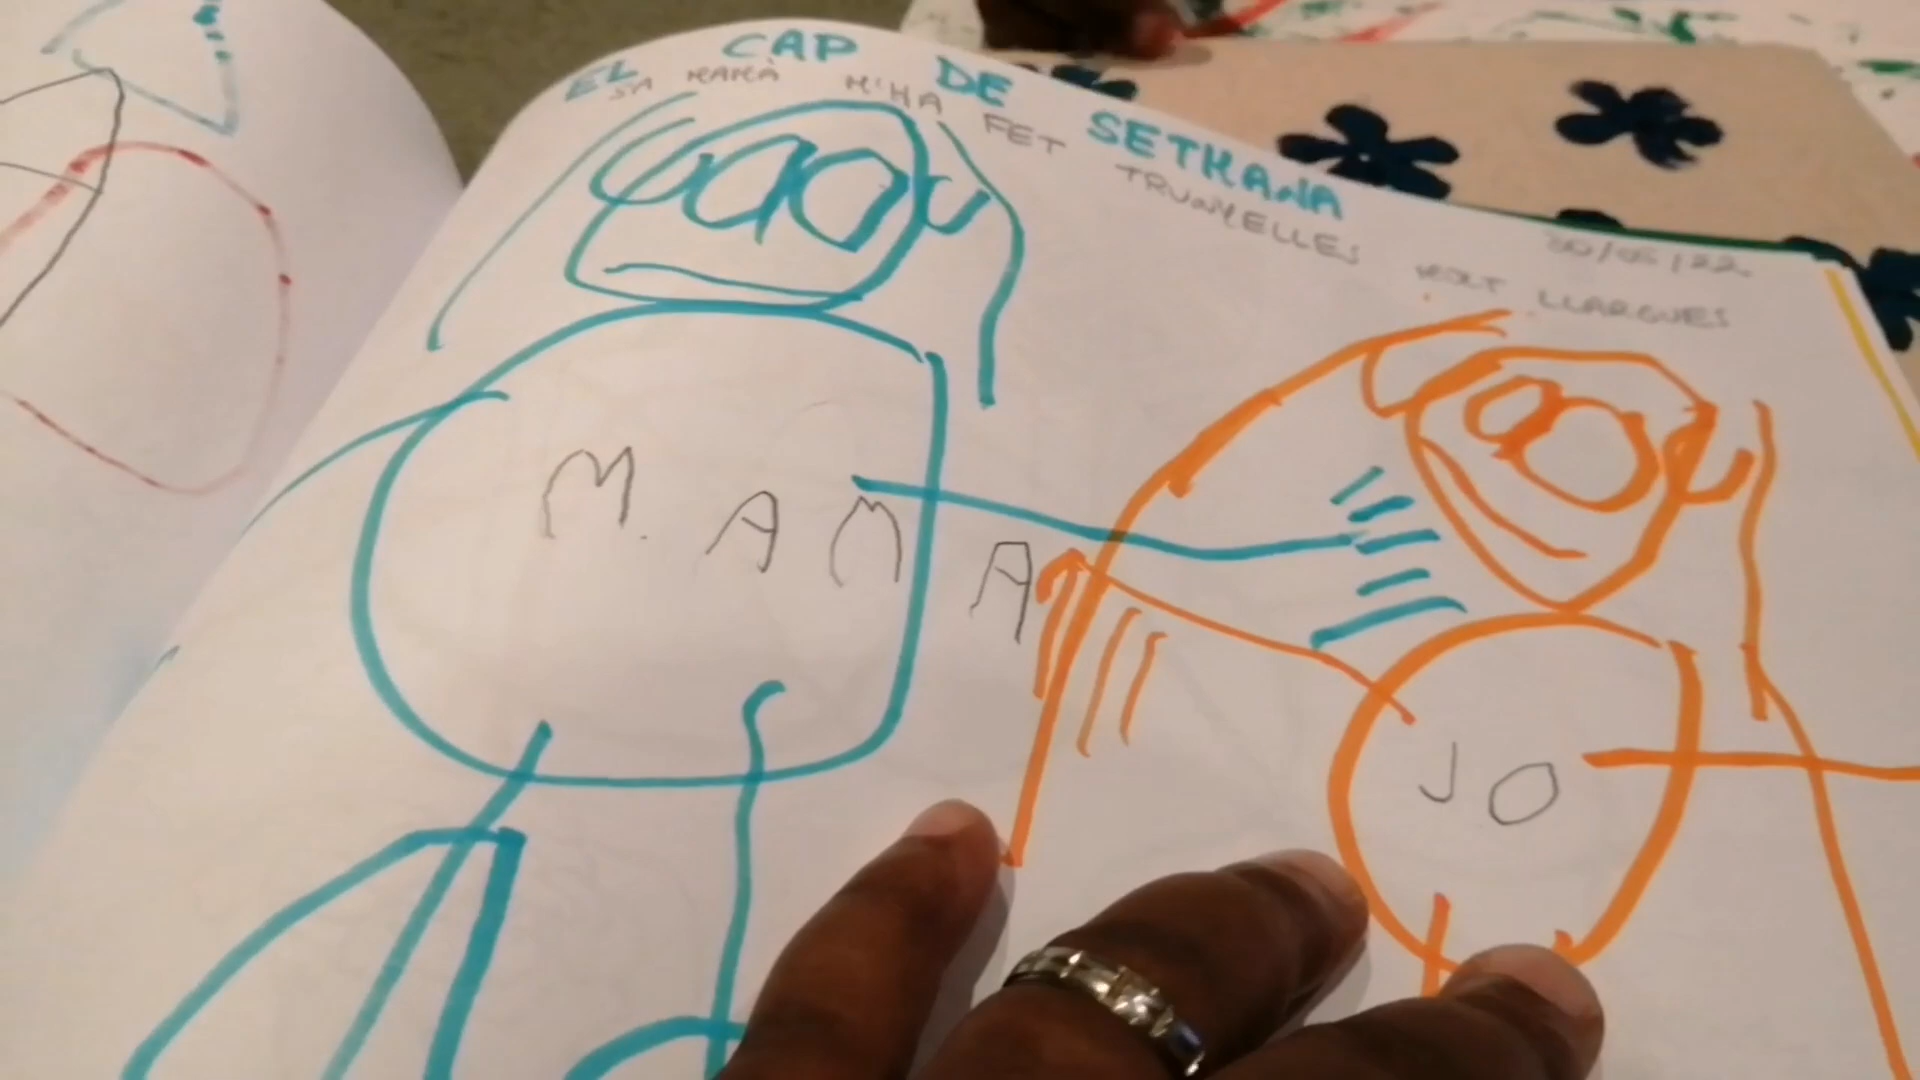 EL CAP DE SETMANA
SA MAMÀ M'HA FET TRUNYELLES MOLT LLARGUES
30/05/22
MAMA
JO